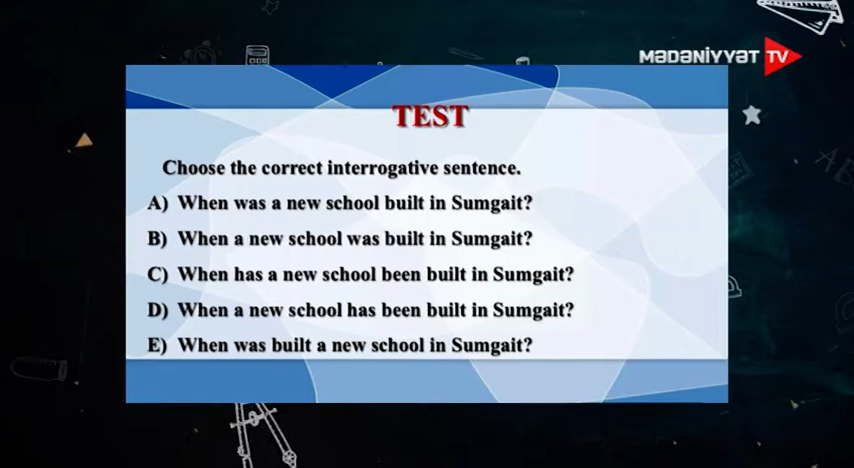 MƏDƏNİYYƏT TV
TEST
Choose the correct interrogative sentence.
A) When was a new school built in Sumgait?
B) When a new school was built in Sumgait?
C) When has a new school been built in Sumgait?
D) When a new school has been built in Sumgait?
E) When was built a new school in Sumgait?